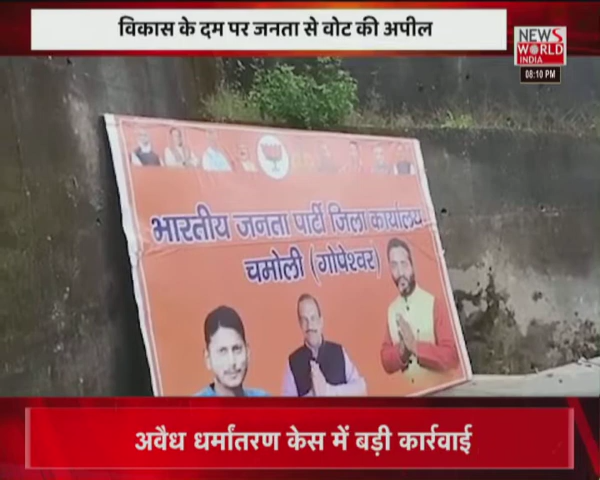 विकास के दम पर जनता से वोट की अपील
NEWS
WORLD
INDIA
08:10 PM
भारतीय जनता पार्टी जिला कार्यालय
चमोली (गोपेश्वर)
अवैध धर्मांतरण केस में बड़ी कार्रवाई